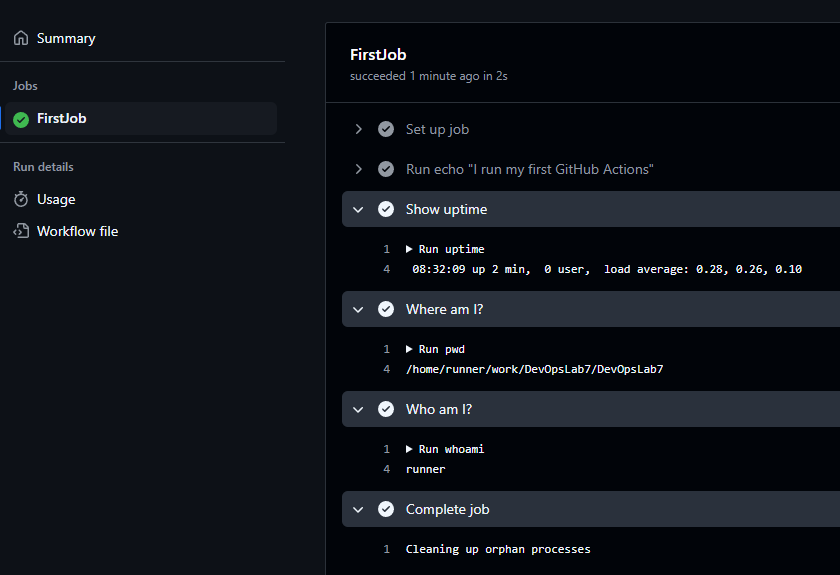 Summary
Jobs
FirstJob
Run details
Usage
Workflow file
FirstJob
succeeded 1 minute ago in 2s
Set up job
Run echo "I run my first GitHub Actions"
Show uptime
1 Run uptime
4 08:32:09 up 2 min, 0 user, load average: 0.28, 0.26, 0.10
Where am I?
1 Run pwd
4 /home/runner/work/DevOpsLab7/DevOpsLab7
Who am I?
1 Run whoami
4 runner
Complete job
1 Cleaning up orphan processes